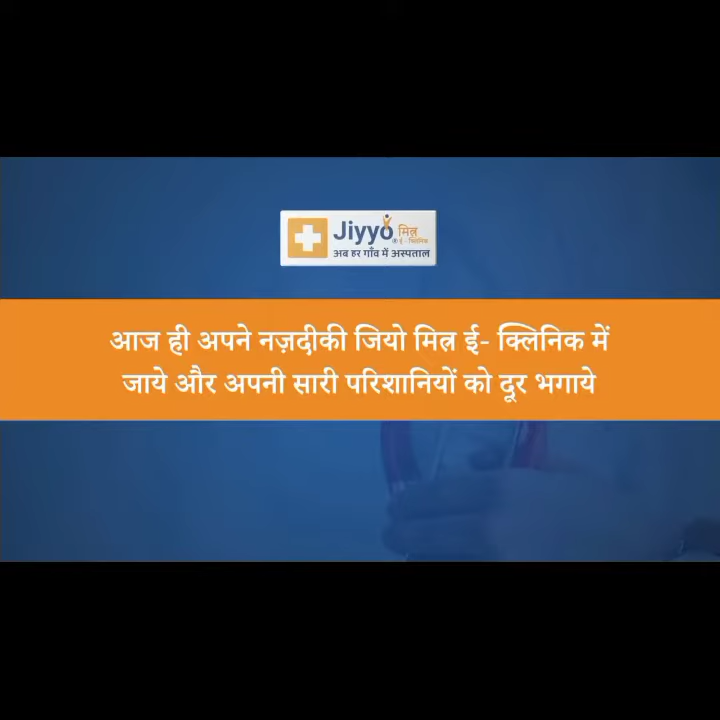 Jiyyo मित्र
ई - क्लिनिक
अब हर गाँव में अस्पताल
आज ही अपने नज़दीकी जियो मित्र ई- क्लिनिक में
जाये और अपनी सारी परिशानियों को दूर भगाये